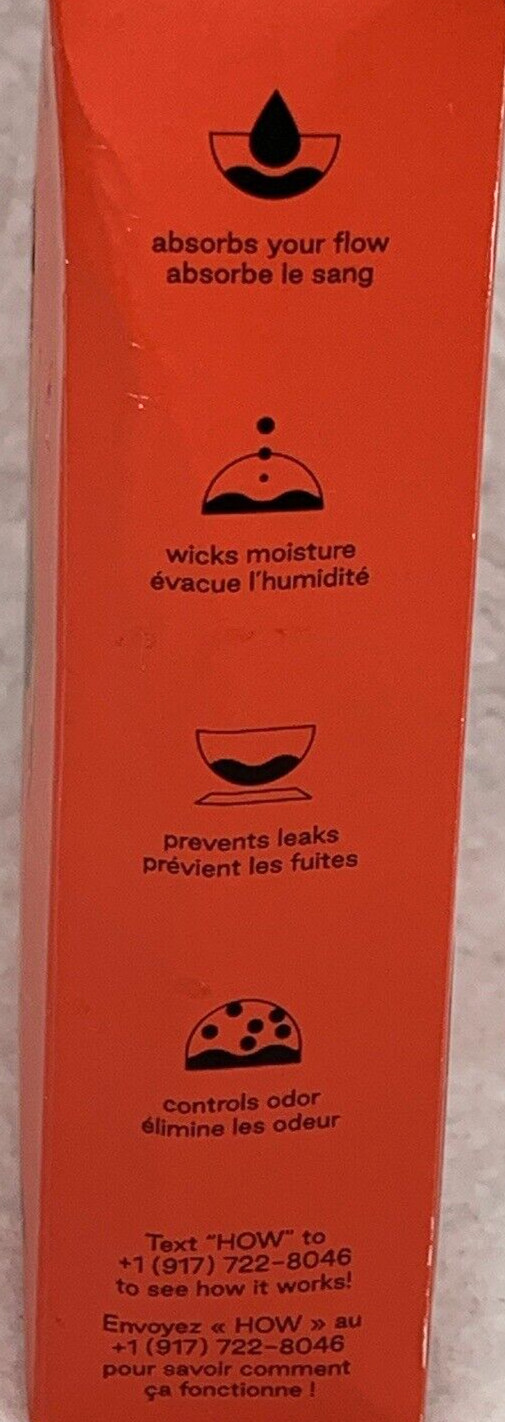 absorbs your flow
absorbe le sang
wicks moisture
évacue l'humidité
prevents leaks
prévient les fuites
controls odor
élimine les odeur
Text "HOW" to
+1 (917) 722-8046
to see how it works!
Envoyez « HOW » au
+1 (917) 722-8046
pour savoir comment
ça fonctionne !